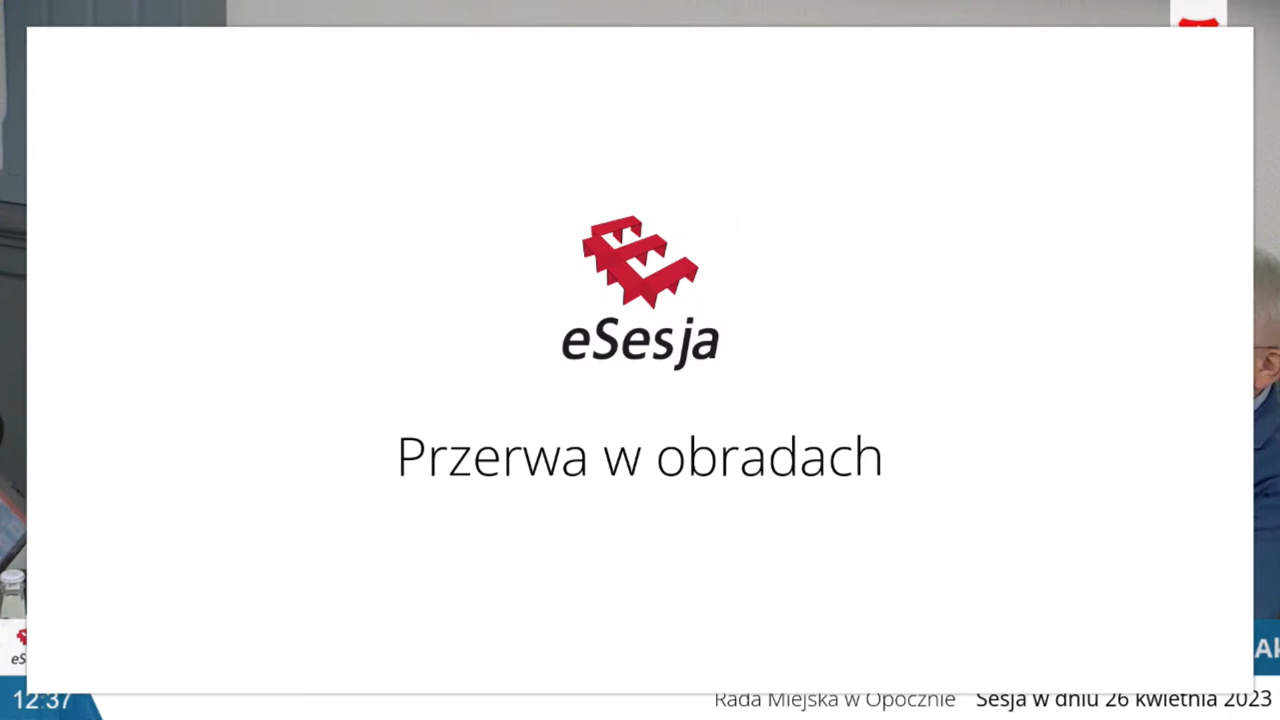 eSesja
Przerwa w obradach
12:37
Rada Miejska w Opocznie Sesja w dniu 26 kwietnia 2023